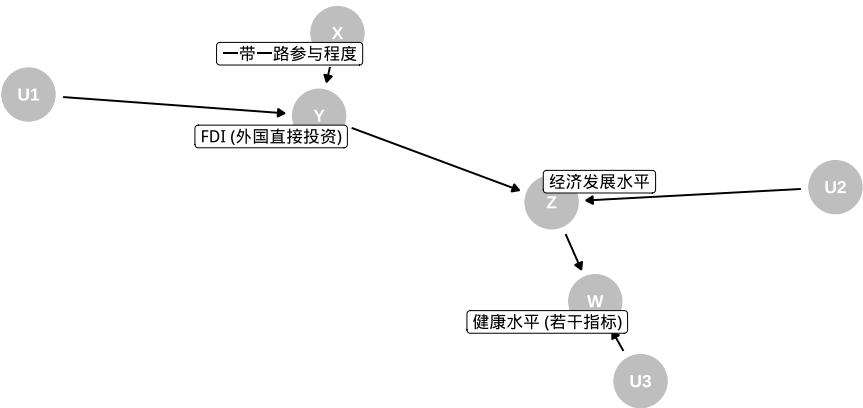 X
一带一路参与程度
U1
Y
FDI (外国直接投资)
经济发展水平
Z
U2
W
健康水平 (若干指标)
U3